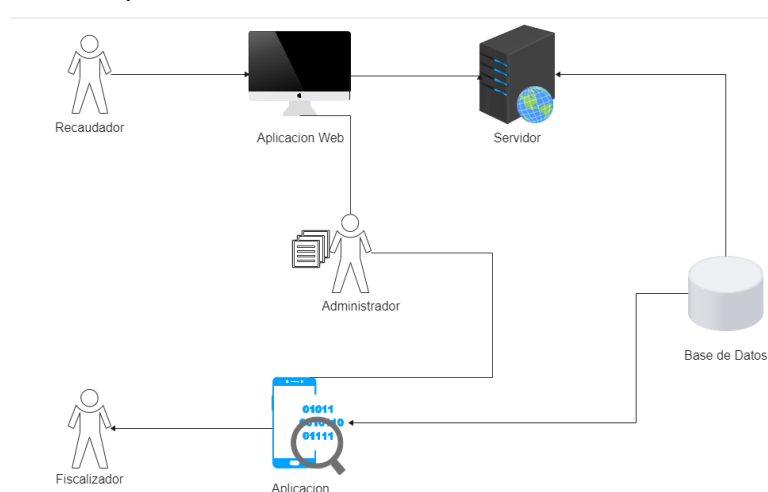 Recaudador
Aplicacion Web
Servidor
Administrador
Base de Datos
01011
01111
Fiscalizador
Aplicacion